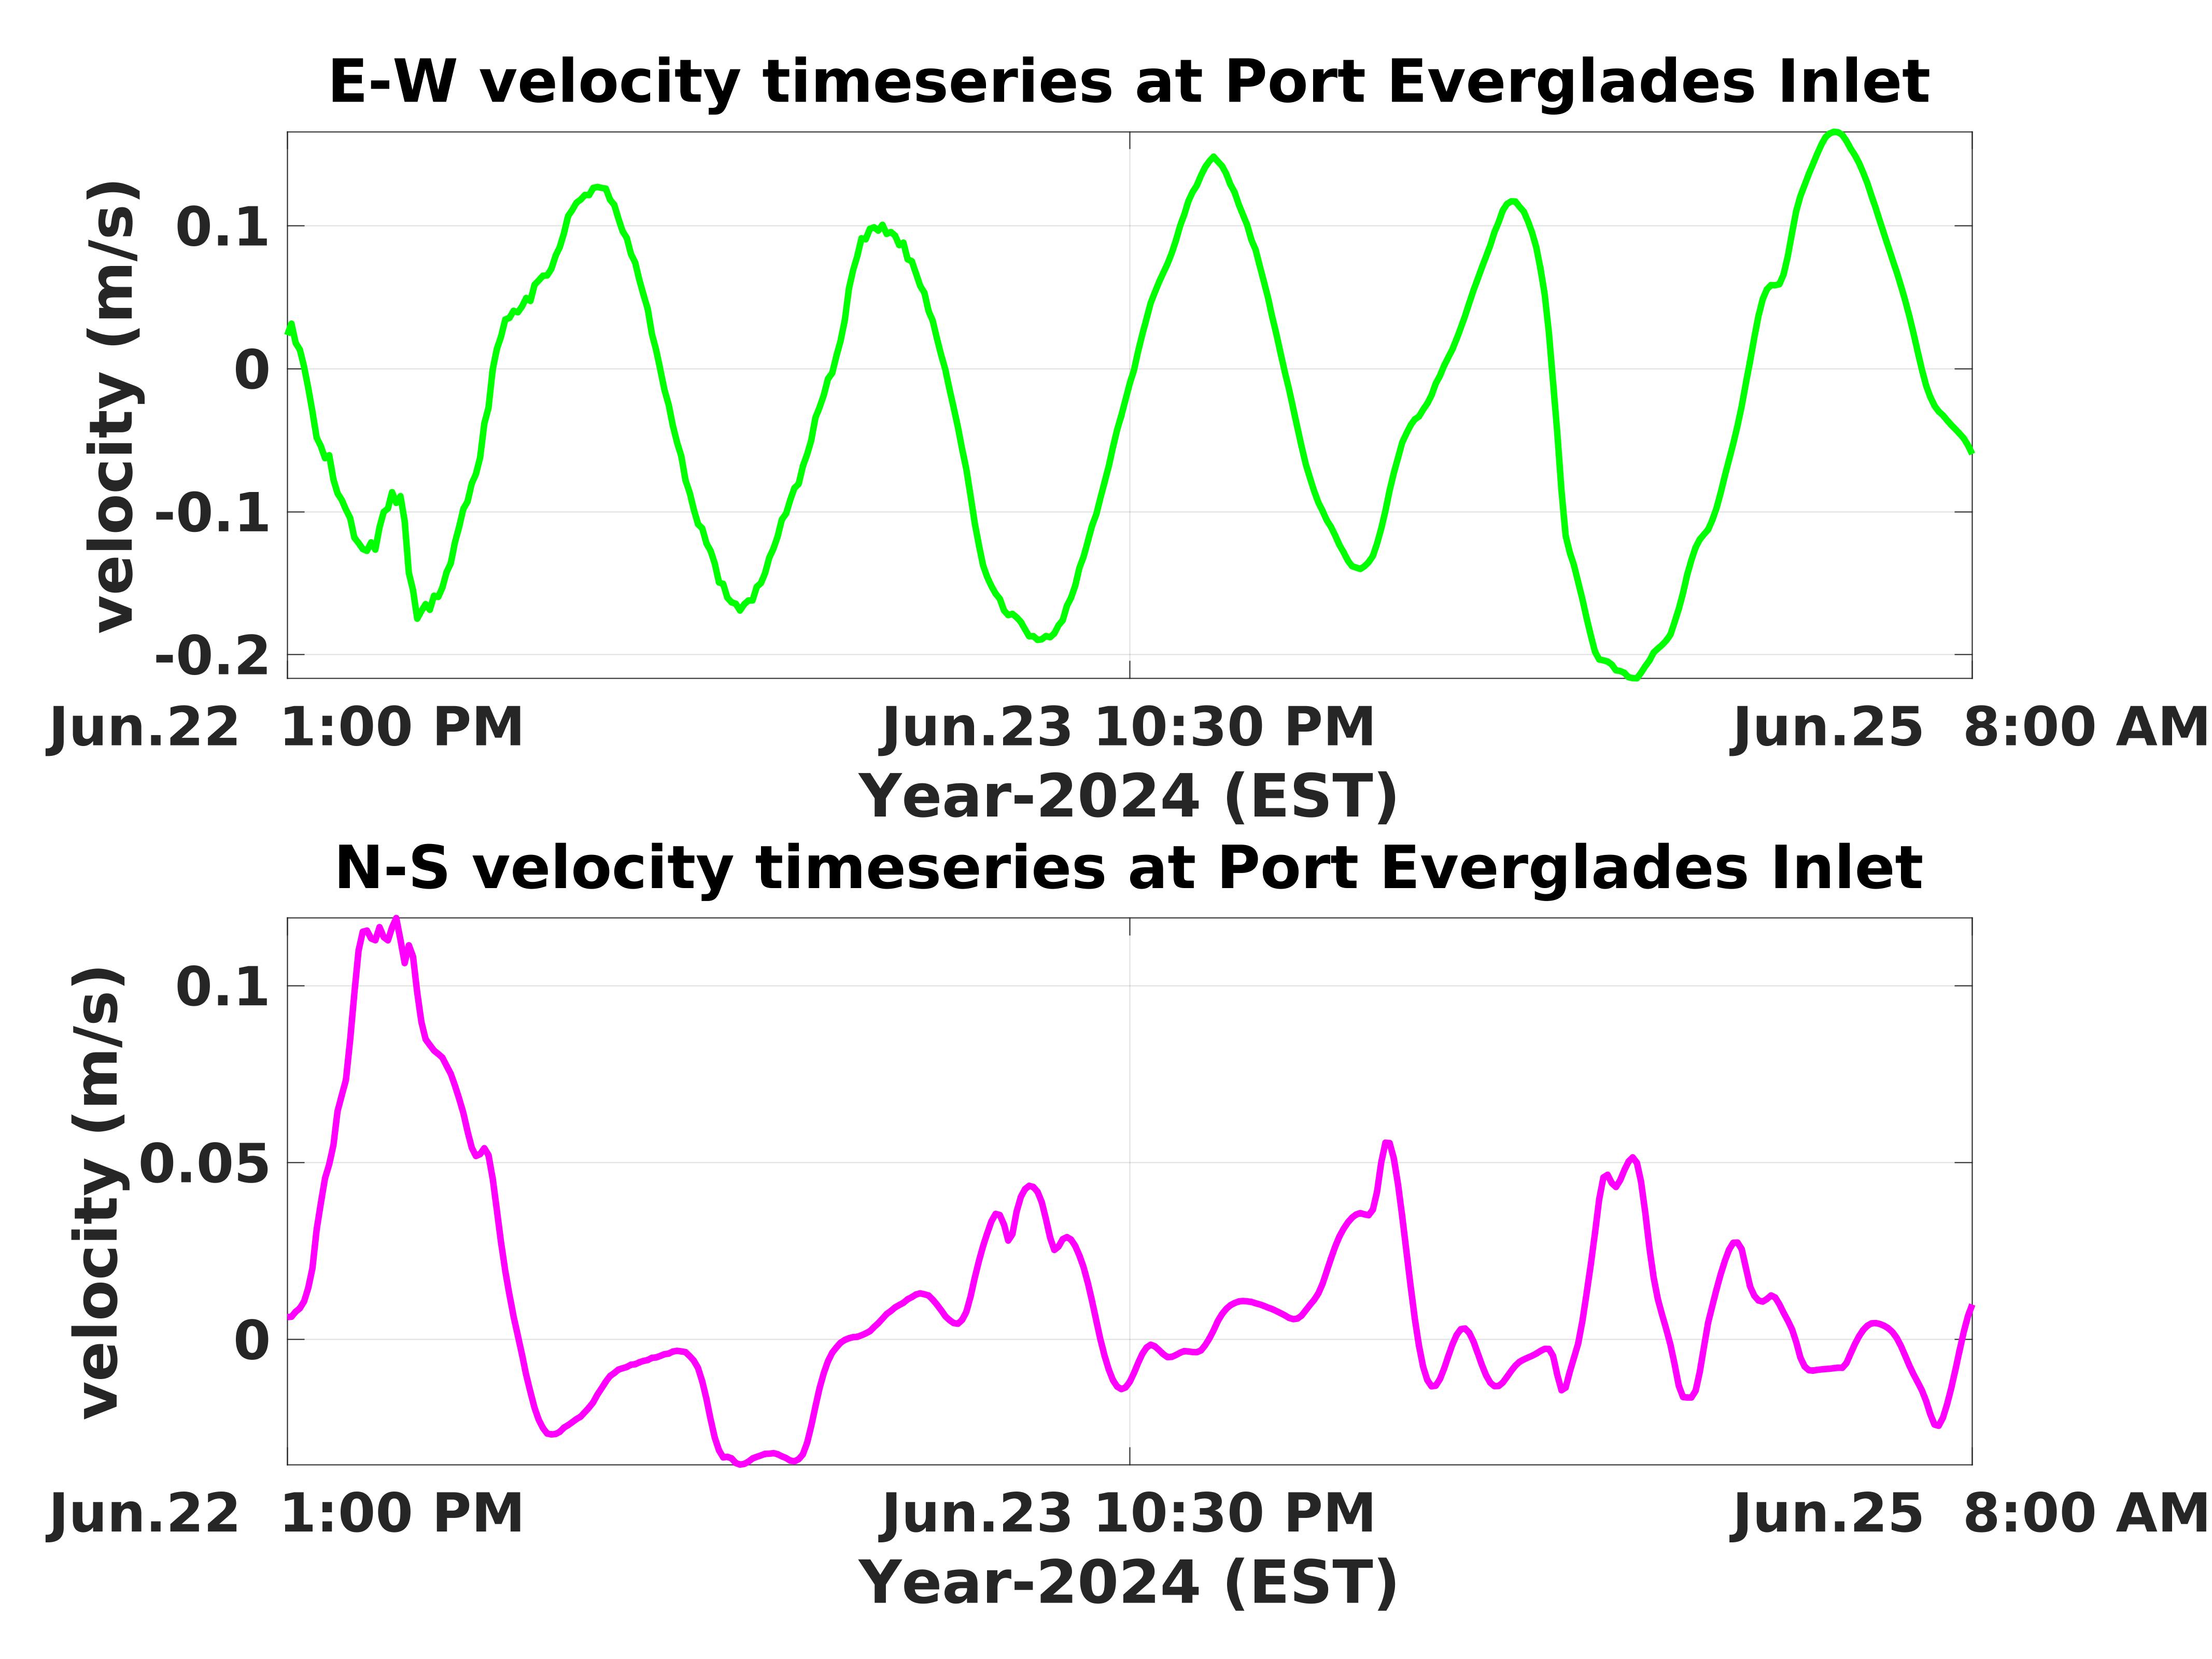 E-W velocity timeseries at Port Everglades Inlet
velocity (m/s)
0.1
0
-0.1
-0.2
Jun.22 1:00 PM Jun.23 10:30 PM Jun.25 8:00 AM
Year-2024 (EST)
N-S velocity timeseries at Port Everglades Inlet
velocity (m/s)
0.1
0.05
0
Jun.22 1:00 PM Jun.23 10:30 PM Jun.25 8:00 AM
Year-2024 (EST)